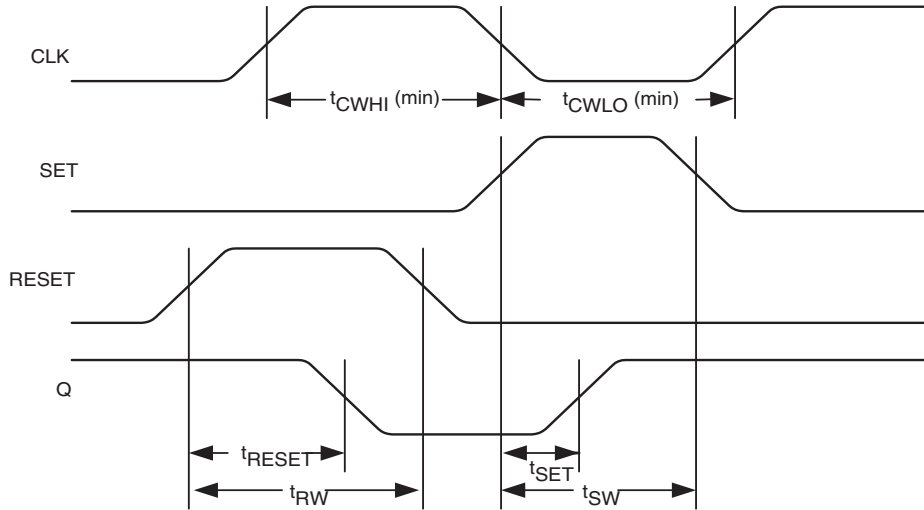 CLK
tCWHI (min)
tCWLO (min)
SET
RESET
Q
tRESET
tSET
tRW
tSW